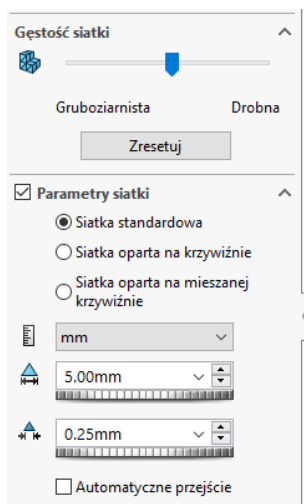 Gęstość siatki
Gruboziarnista Drobna
Zresetuj
Parametry siatki
Siatka standardowa
Siatka oparta na krzywiźnie
Siatka oparta na mieszanej
krzywiźnie
mm
5.00mm
0.25mm
Automatyczne przejście